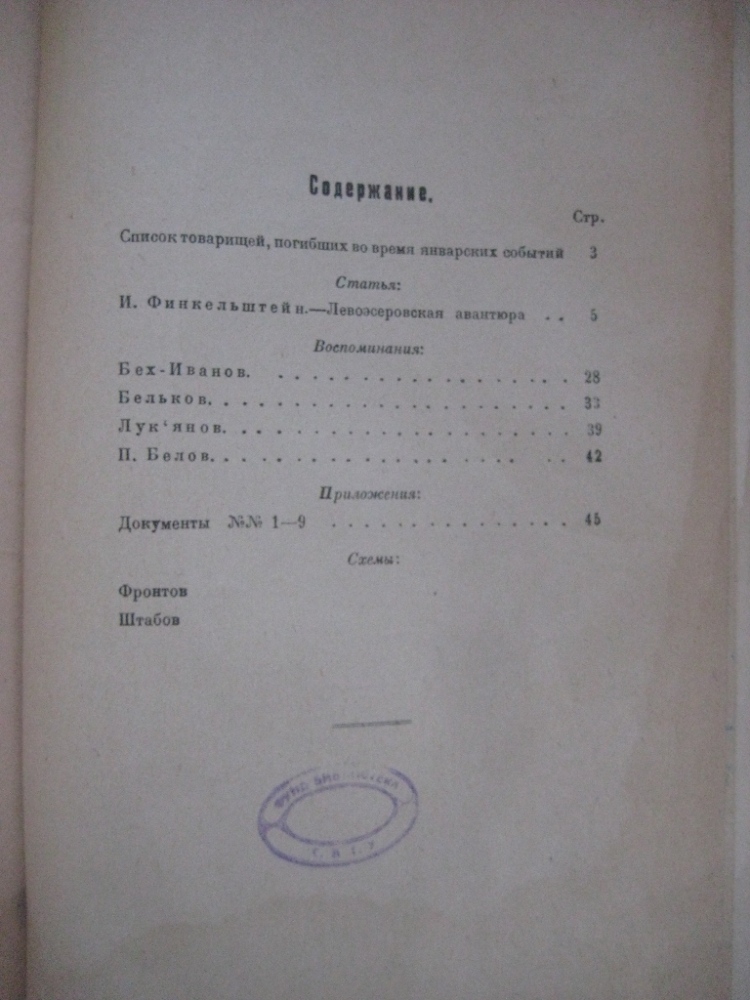 Содержание.
Стр.
Список товарищей, погибших во время январских событий 3
Статья:
И. Финкельштейн.—Левоэсеровская авантюра . . 5
Воспоминания:
Бех-Иванов. . . . . . . . . . . . . . . . . . 28
Бельков. . . . . . . . . . . . . . . . . . . . 33
Лук‘янов. . . . . . . . . . . . . . . . . . . 39
П. Белов. . . . . . . . . . . . . . . . . . 42
Приложения:
Документы №№ 1—9 . . . . . . . . . . . . . 45
Схемы:
Фронтов
Штабов
ФУНД.